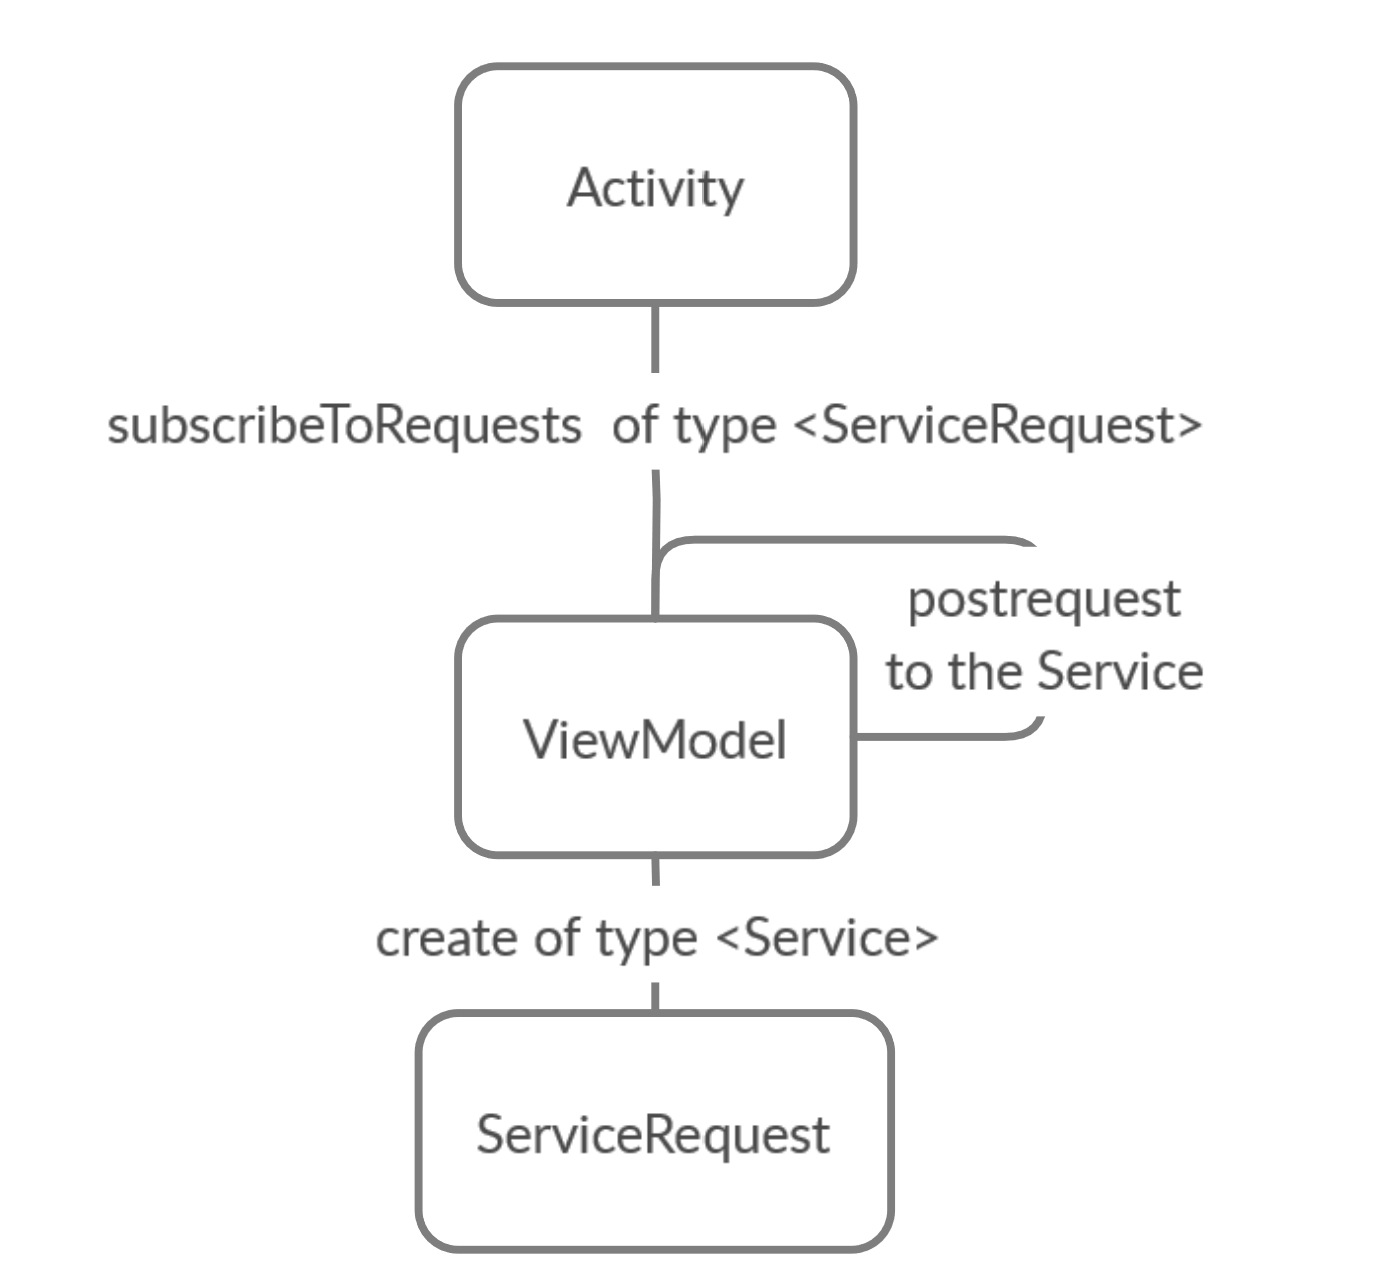 Activity
subscribeToRequests  of type <ServiceRequest>
postrequest
to the Service
ViewModel
create of type <Service>
ServiceRequest